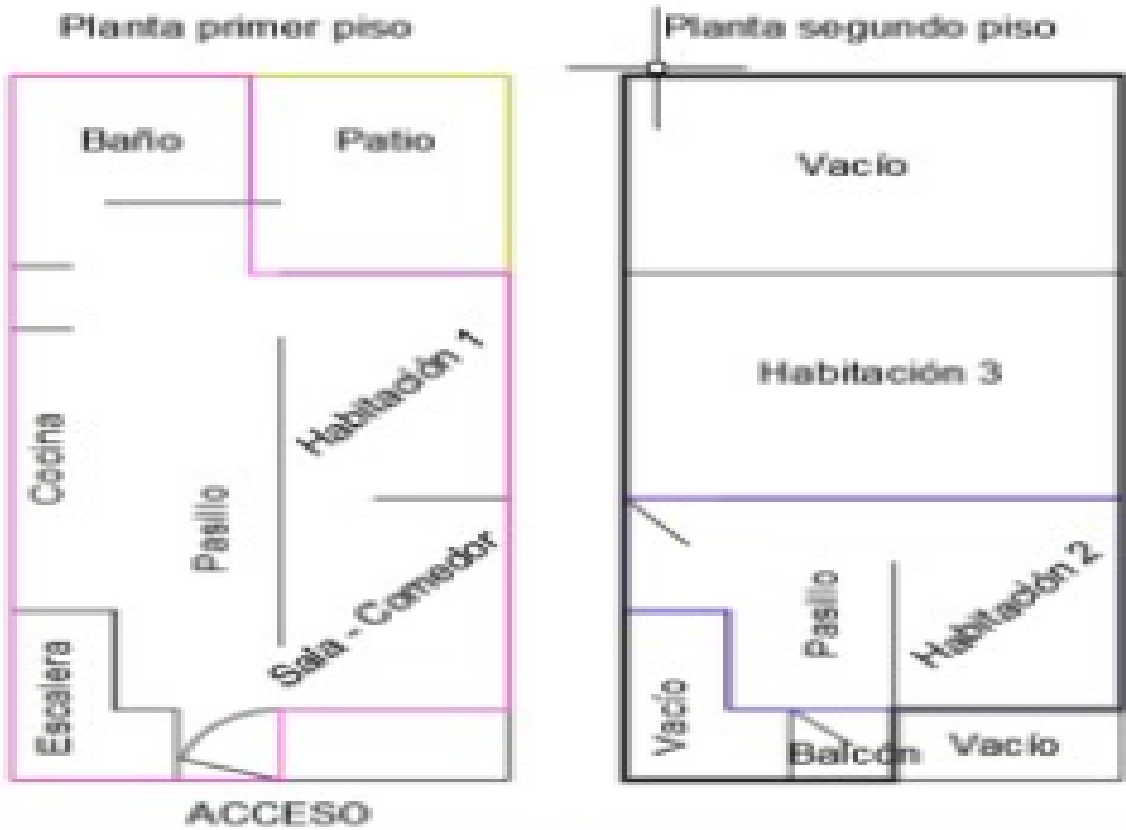 Planta primer piso
Baño
Patio
Habitación 1
Cocina
Pasillo
Sala - Comedor
Escalera
ACCESO
Planta segundo piso
Vacío
Habitación 3
Pasillo
Habitación 2
Vacío
Balcón
Vacío